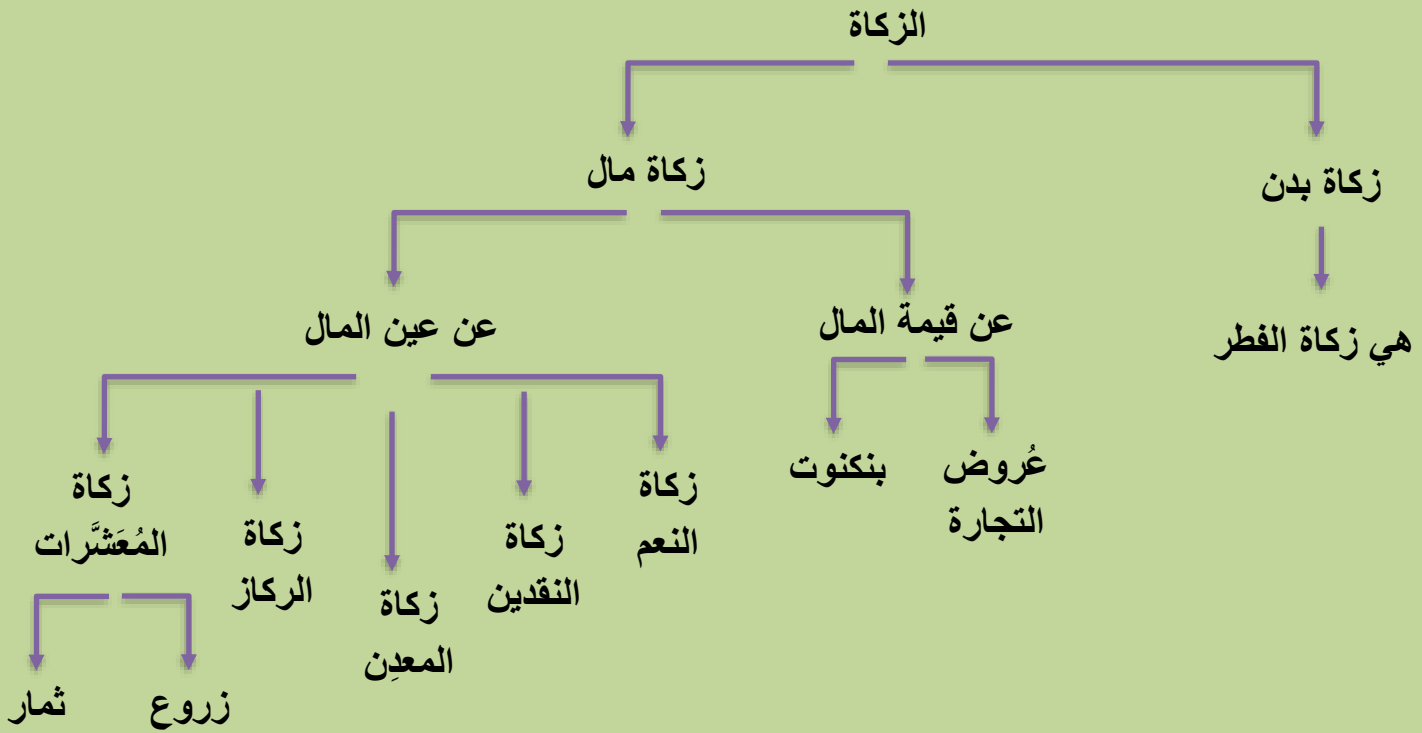 الزكاة
زكاة بدن
زكاة مال
هي زكاة الفطر
عن قيمة المال
عن عين المال
عُروض
التجارة
بنكنوت
زكاة
النعم
زكاة
النقدين
زكاة
المعدِن
زكاة
الركاز
زكاة
المُعَشَّرات
زروع
ثمار